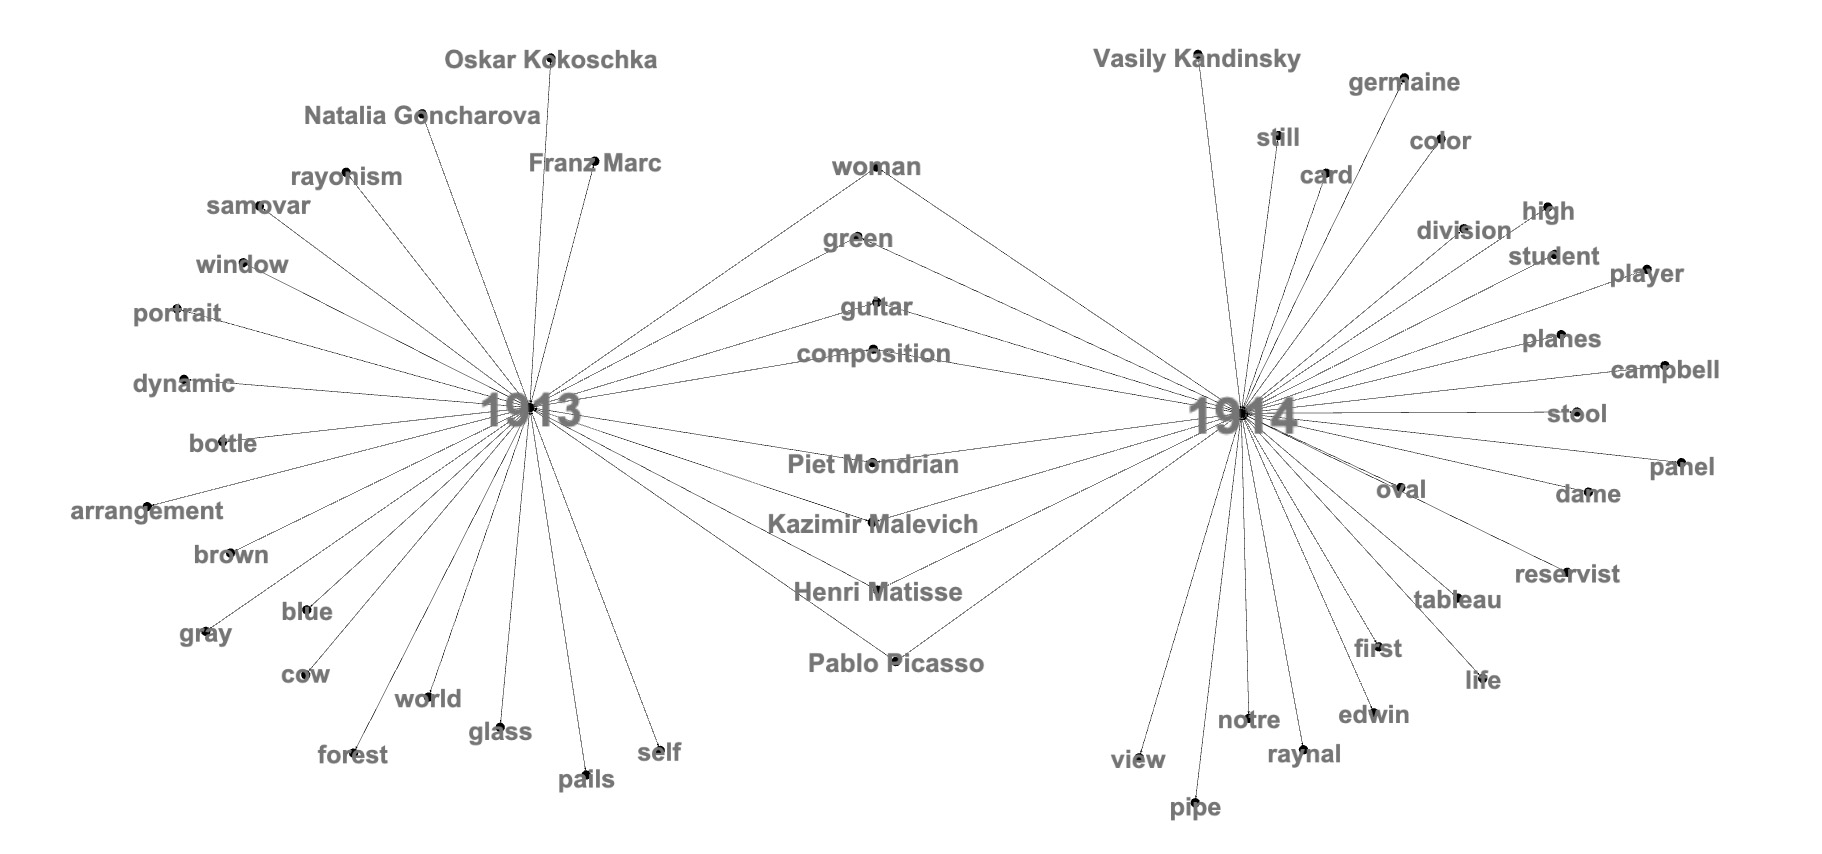 Oskar Kokoschka
Natalia Goncharova
Franz Marc
rayonism
samovar
window
portrait
dynamic
1913
bottle
arrangement
brown
blue
gray
cow
world
forest
glass
pails
self
woman
green
guitar
composition
Piet Mondrian
Kazimir Malevich
Henri Matisse
Pablo Picasso
Vasily Kandinsky
germaine
still
color
card
high
division
student
player
planes
campbell
1914
stool
panel
oval
dame
reservist
tableau
first
life
edwin
notre
raynal
view
pipe